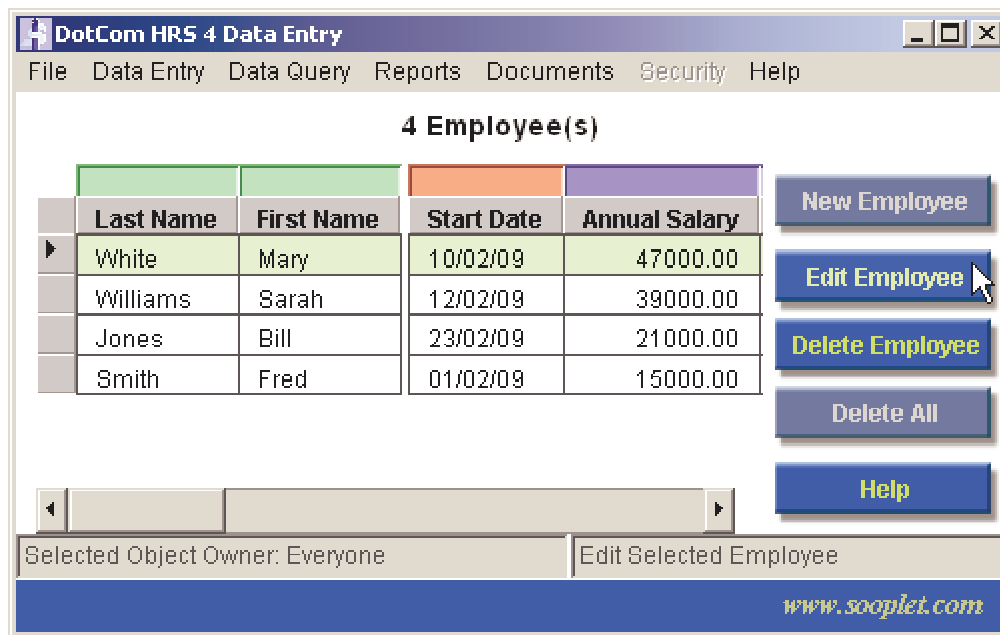 DotCom HRS 4 Data Entry
File Data Entry Data Query Reports Documents Security Help
4 Employee(s)
Last Name First Name Start Date Annual Salary
White Mary 10/02/09 47000.00
Williams Sarah 12/02/09 39000.00
Jones Bill 23/02/09 21000.00
Smith Fred 01/02/09 15000.00
New Employee
Edit Employee
Delete Employee
Delete All
Help
Selected Object Owner: Everyone
Edit Selected Employee
www.sooplet.com